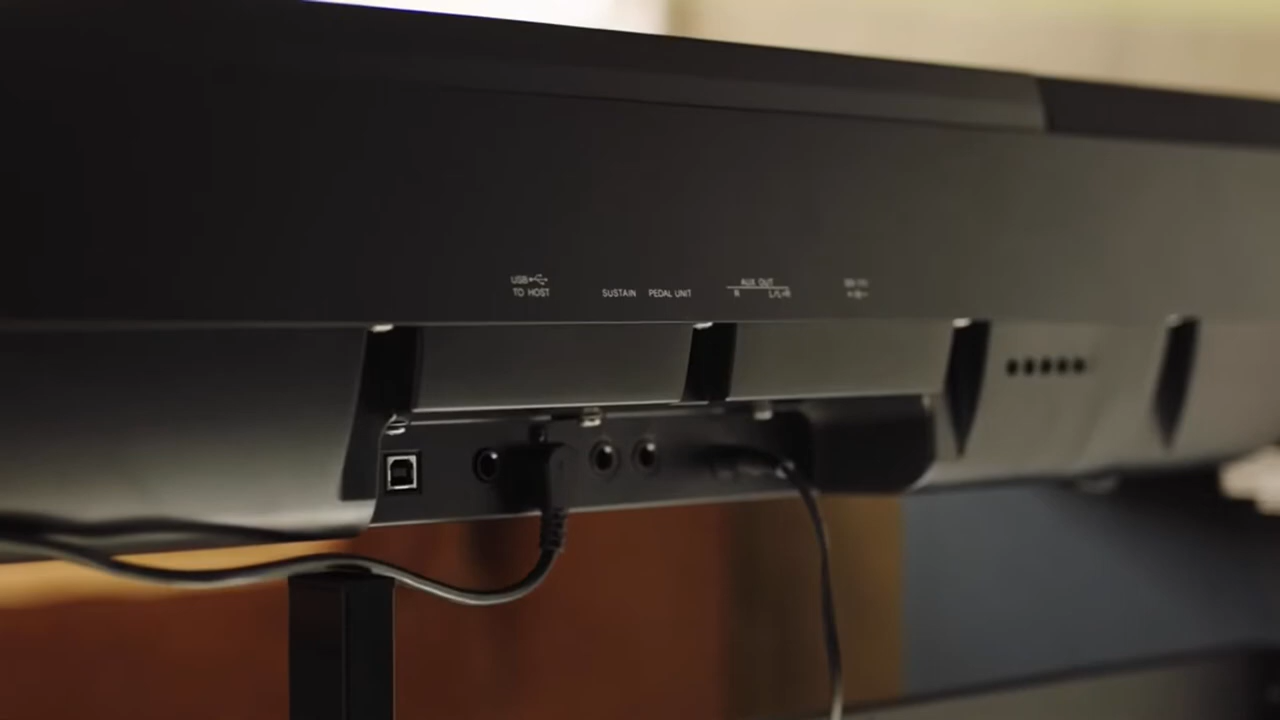 USB
TO HOST
SUSTAIN
PEDAL UNIT
AUX OUT
R L/L+R